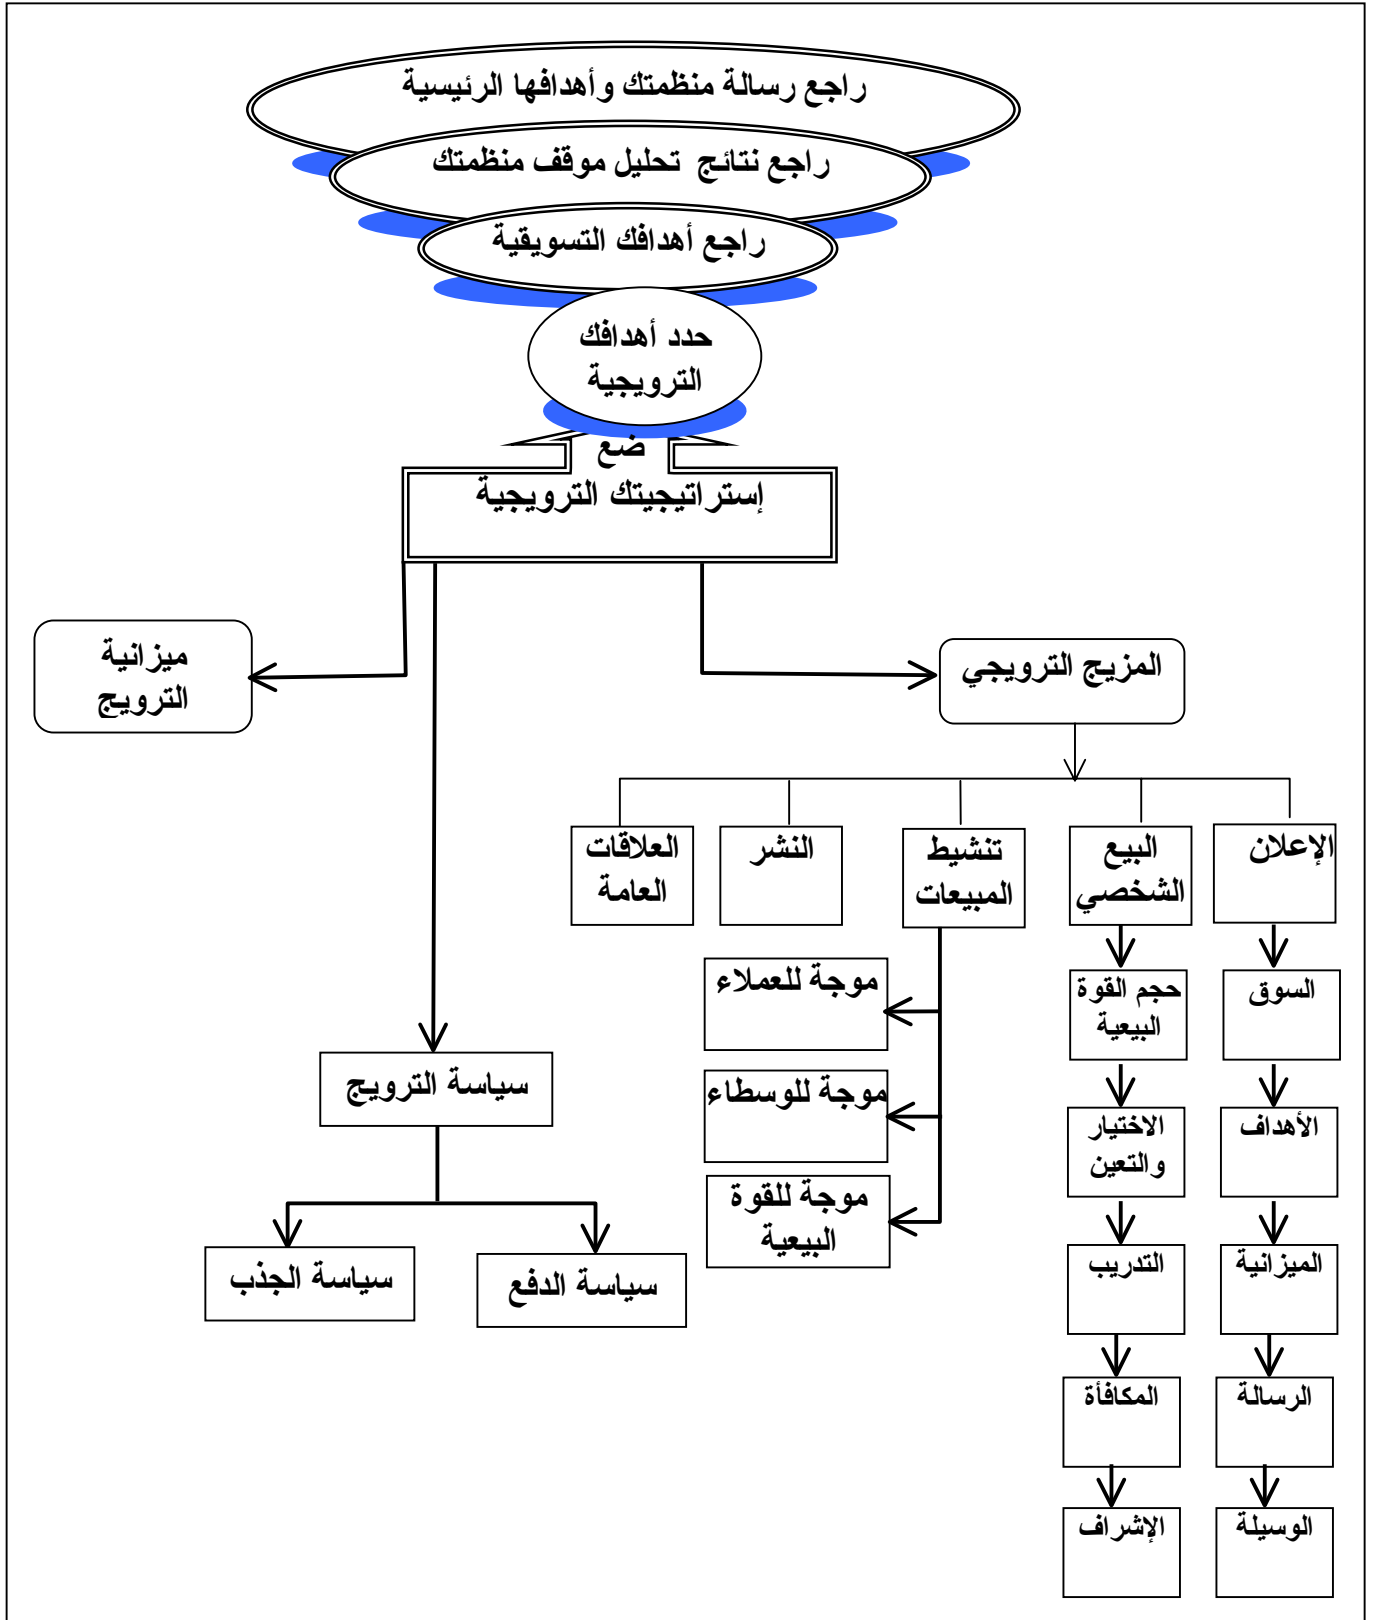 راجع رسالة منظمتك وأهدافها الرئيسية
راجع نتائج تحليل موقف منظمتك
راجع أهدافك التسويقية
حدد أهدافك
الترويجية
ضع
إستراتيجيتك الترويجية
المزيج الترويجي
ميزانية
الترويج
الإعلان
البيع
الشخصي
تنشيط
المبيعات
النشر
العلاقات
العامة
السوق
الأهداف
الميزانية
الرسالة
الوسيلة
حجم القوة
البيعية
الاختيار
والتعين
التدريب
المكافأة
الإشراف
موجة للعملاء
موجة للوسطاء
موجة للقوة
البيعية
سياسة الترويج
سياسة الدفع
سياسة الجذب